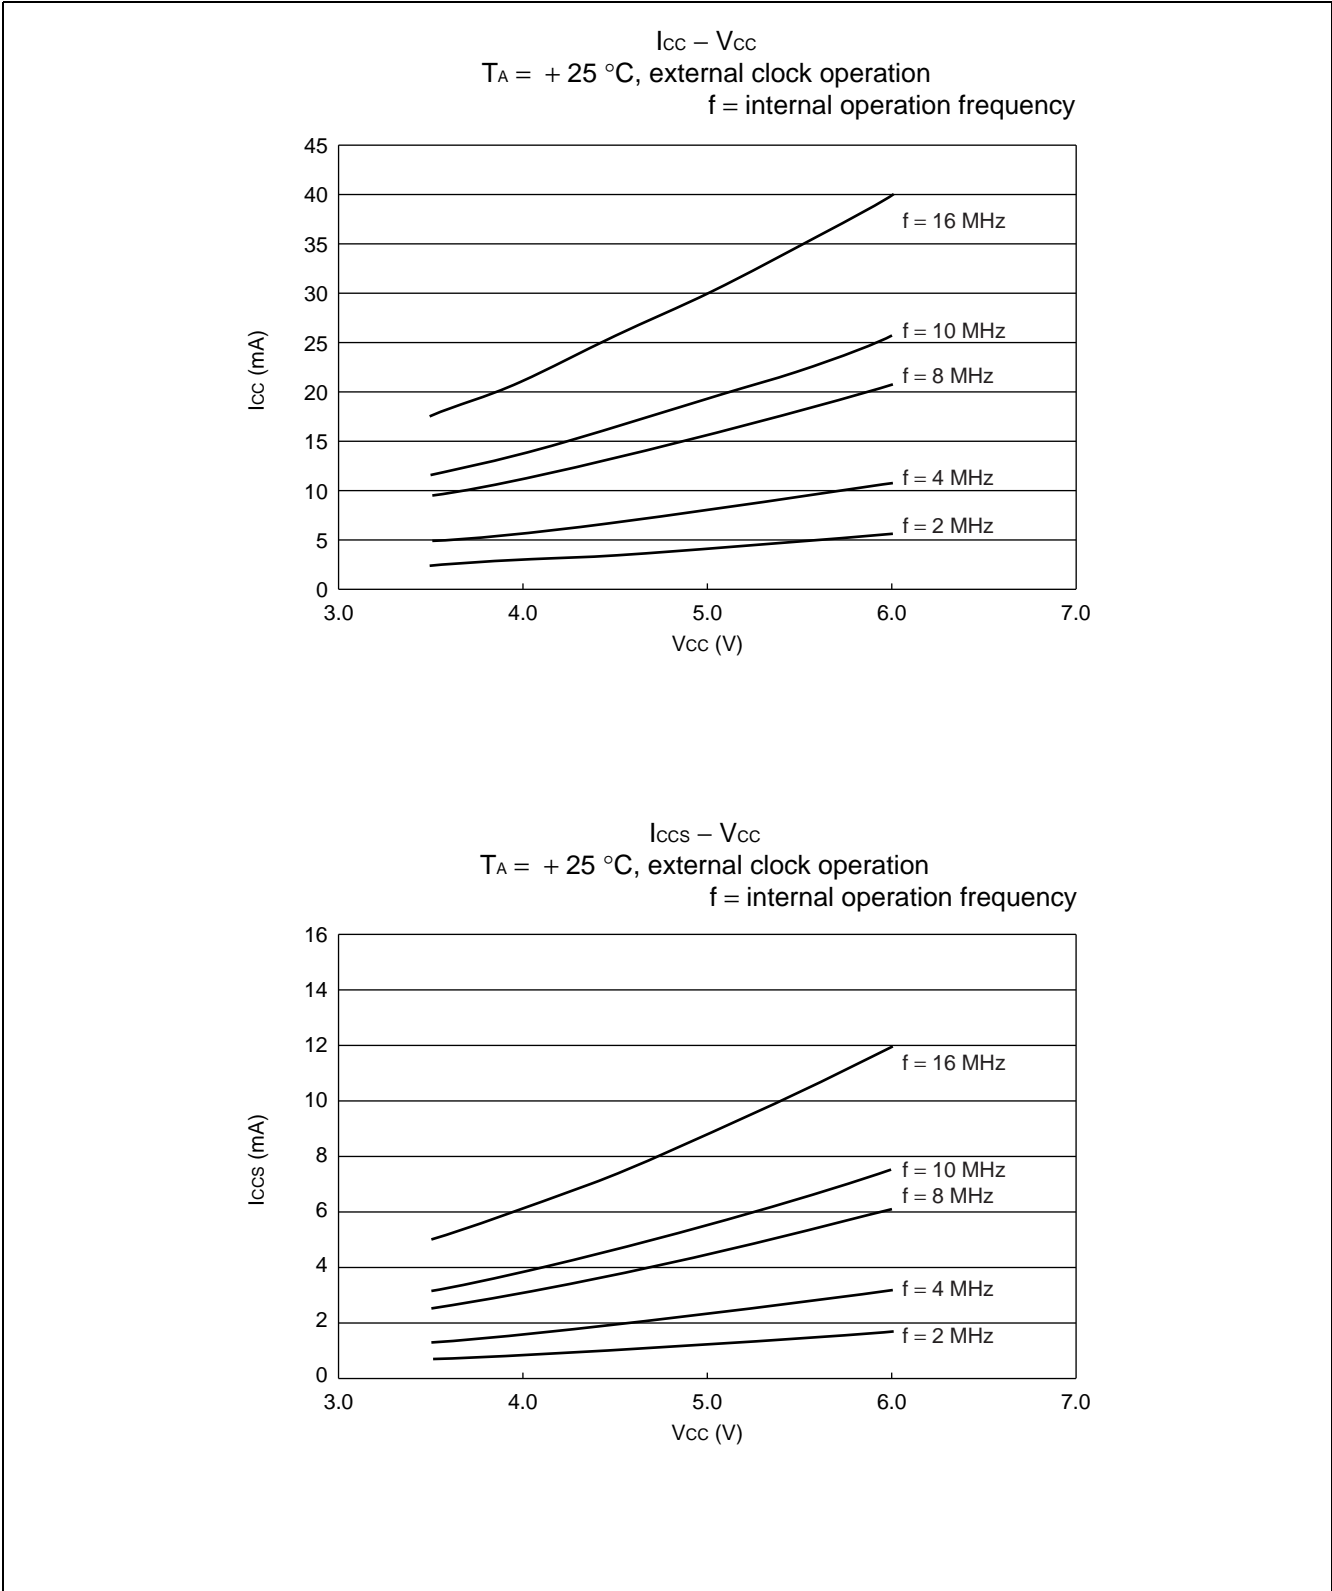 ICC – VCC
TA = + 25 °C, external clock operation
f = internal operation frequency
45
40
f = 16 MHz
35
30
f = 10 MHz
25
f = 8 MHz
20
15
f = 4 MHz
10
f = 2 MHz
5
0
ICC (mA)
3.0 4.0 5.0 6.0 7.0
VCC (V)
ICCS – VCC
TA = + 25 °C, external clock operation
f = internal operation frequency
16
14
12
f = 16 MHz
10
8
f = 10 MHz
f = 8 MHz
6
4
f = 4 MHz
2
f = 2 MHz
0
ICCS (mA)
3.0 4.0 5.0 6.0 7.0
VCC (V)